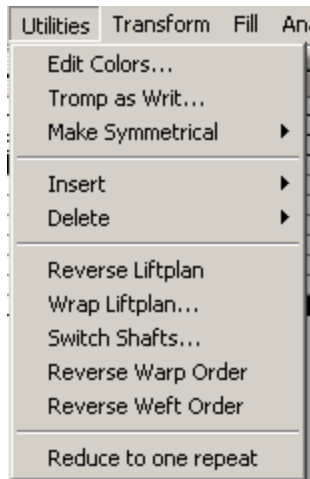 Utilities Transform Fill
Edit Colors...
Tromp as Writ...
Make Symmetrical
Insert
Delete
Reverse Liftplan
Wrap Liftplan...
Switch Shafts...
Reverse Warp Order
Reverse Weft Order
Reduce to one repeat